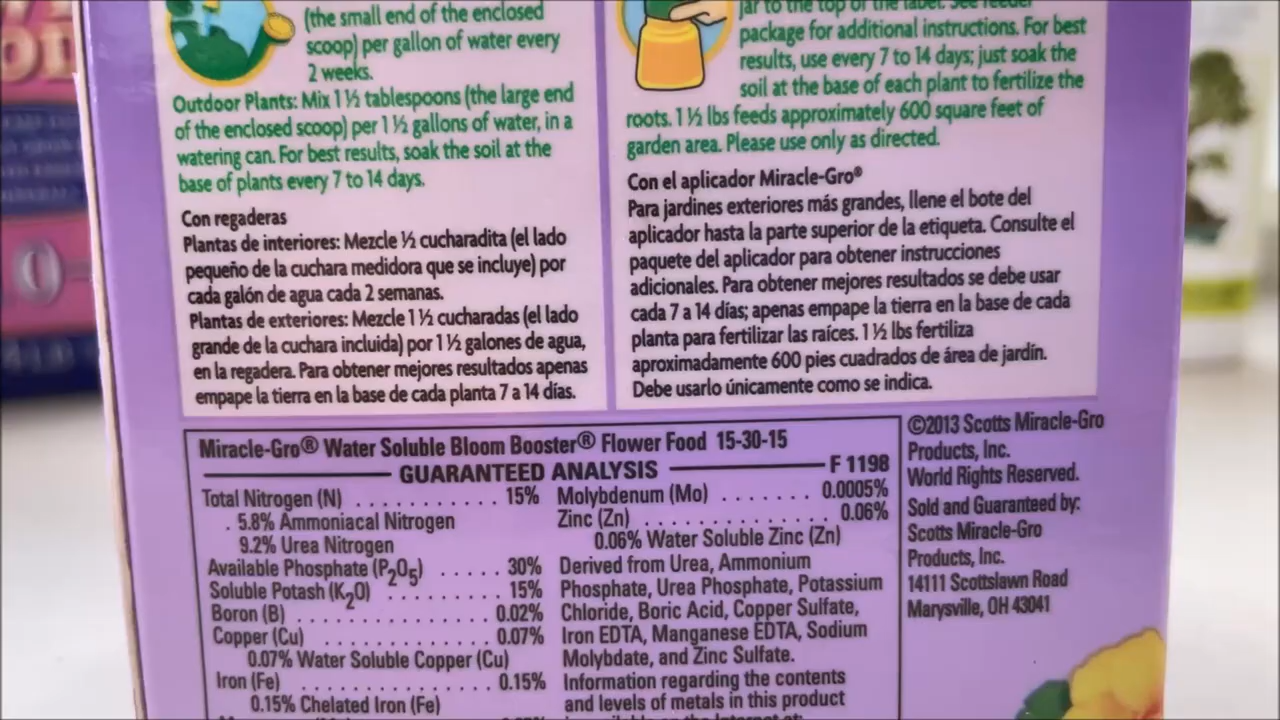 (the small end of the enclosed
scoop) per gallon of water every
2 weeks.
Outdoor Plants: Mix 1 ½ tablespoons (the large end
of the enclosed scoop) per 1 ½ gallons of water, in a
watering can. For best results, soak the soil at the
base of plants every 7 to 14 days.
Con regaderas
Plantas de interiores: Mezcle ½ cucharadita (el lado
pequeño de la cuchara medidora que se incluye) por
cada galón de agua cada 2 semanas.
Plantas de exteriores: Mezcle 1 ½ cucharadas (el lado
grande de la cuchara incluida) por 1 ½ galones de agua,
en la regadera. Para obtener mejores resultados apenas
empape la tierra en la base de cada planta 7 a 14 días.
jar to the top of the label. See feeder
package for additional instructions. For best
results, use every 7 to 14 days; just soak the
soil at the base of each plant to fertilize the
roots. 1 ½ lbs feeds approximately 600 square feet of
garden area. Please use only as directed.
Con el aplicador Miracle-Gro®
Para jardines exteriores más grandes, llene el bote del
aplicador hasta la parte superior de la etiqueta. Consulte el
paquete del aplicador para obtener instrucciones
adicionales. Para obtener mejores resultados se debe usar
cada 7 a 14 días; apenas empape la tierra en la base de cada
planta para fertilizar las raíces. 1 ½ lbs fertiliza
aproximadamente 600 pies cuadrados de área de jardín.
Debe usarlo únicamente como se indica.
Miracle-Gro® Water Soluble Bloom Booster® Flower Food 15-30-15
GUARANTEED ANALYSIS
F 1198
Total Nitrogen (N) . . . . . . . . . . . 15%
. 5.8% Ammoniacal Nitrogen
9.2% Urea Nitrogen
Available Phosphate (P₂O₅) . . . . . 30%
Soluble Potash (K₂O) . . . . . . . . . 15%
Boron (B) . . . . . . . . . . . . . . . 0.02%
Copper (Cu) . . . . . . . . . . . . . 0.07%
0.07% Water Soluble Copper (Cu)
Iron (Fe) . . . . . . . . . . . . . . . 0.15%
0.15% Chelated Iron (Fe)
Molybdenum (Mo) . . . . . . . 0.0005%
Zinc (Zn) . . . . . . . . . . . . . . . 0.06%
0.06% Water Soluble Zinc (Zn)
Derived from Urea, Ammonium
Phosphate, Urea Phosphate, Potassium
Chloride, Boric Acid, Copper Sulfate,
Iron EDTA, Manganese EDTA, Sodium
Molybdate, and Zinc Sulfate.
Information regarding the contents
and levels of metals in this product
©2013 Scotts Miracle-Gro
Products, Inc.
World Rights Reserved.
Sold and Guaranteed by:
Scotts Miracle-Gro
Products, Inc.
14111 Scottslawn Road
Marysville, OH 43041